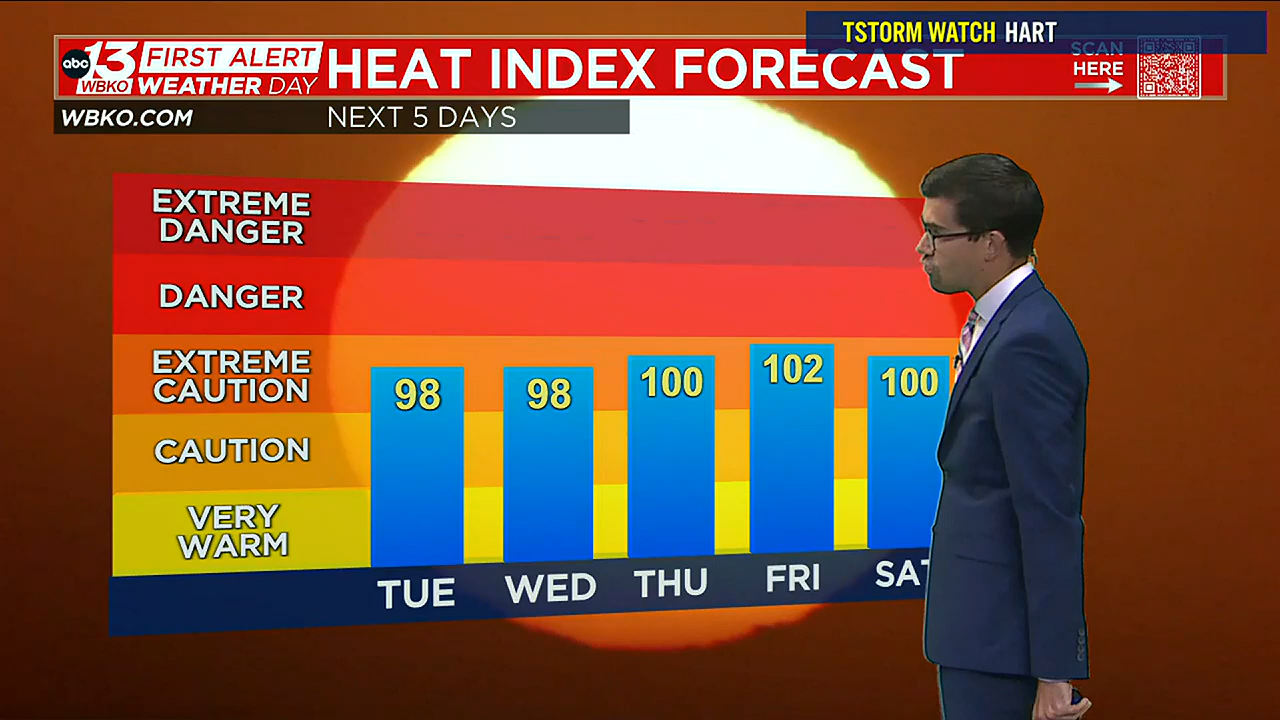 TSTORM WATCH HART
abc 13 WBKO FIRST ALERT WEATHER DAY
HEAT INDEX FORECAST
SCAN
HERE
WBKO.COM
NEXT 5 DAYS
EXTREME
DANGER
DANGER
EXTREME
CAUTION
CAUTION
VERY
WARM
98 98 100 102 100
TUE WED THU FRI SAT